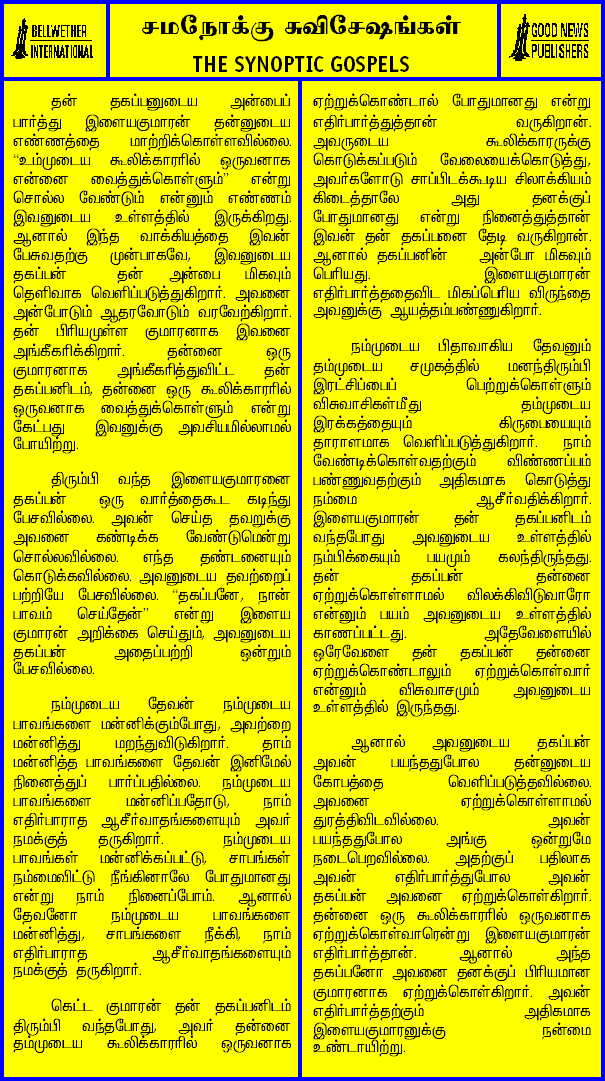 BELLWETHER
INTERNATIONAL
சமநோக்கு சுவிசேஷங்கள்
THE SYNOPTIC GOSPELS
GOOD NEWS
PUBLISHERS
தன் தகப்பனுடைய அன்பைப்
பார்த்து இளையகுமாரன் தன்னுடைய
எண்ணத்தை மாற்றிக்கொள்ளவில்லை.
“உம்முடைய கூலிக்காரரில் ஒருவனாக
என்னை வைத்துக்கொள்ளும்” என்று
சொல்ல வேண்டும் என்னும் எண்ணம்
இவனுடைய உள்ளத்தில் இருக்கிறது.
ஆனால் இந்த வாக்கியத்தை இவன்
பேசுவதற்கு முன்பாகவே, இவனுடைய
தகப்பன் தன் அன்பை மிகவும்
தெளிவாக வெளிப்படுத்துகிறார். அவனை
அன்போடும் ஆதரவோடும் வரவேற்கிறார்.
தன் பிரியமுள்ள குமாரனாக இவனை
அங்கீகரிக்கிறார். தன்னை ஒரு
குமாரனாக அங்கீகரித்துவிட்ட தன்
தகப்பனிடம், தன்னை ஒரு கூலிக்காரரில்
ஒருவனாக வைத்துக்கொள்ளும் என்று
கேட்பது இவனுக்கு அவசியமில்லாமல்
போயிற்று.
திரும்பி வந்த இளையகுமாரனை
தகப்பன் ஒரு வார்த்தைகூட கடிந்து
பேசவில்லை. அவன் செய்த தவறுக்கு
அவனை கண்டிக்க வேண்டுமென்று
சொல்லவில்லை. எந்த தண்டனையும்
கொடுக்கவில்லை. அவனுடைய தவற்றைப்
பற்றியே பேசவில்லை. “தகப்பனே, நான்
பாவம் செய்தேன்” என்று இளைய
குமாரன் அறிக்கை செய்தும், அவனுடைய
தகப்பன் அதைப்பற்றி ஒன்றும்
பேசவில்லை.
நம்முடைய தேவன் நம்முடைய
பாவங்களை மன்னிக்கும்போது, அவற்றை
மன்னித்து மறந்துவிடுகிறார். தாம்
மன்னித்த பாவங்களை தேவன் இனிமேல்
நினைத்துப் பார்ப்பதில்லை. நம்முடைய
பாவங்களை மன்னிப்பதோடு, நாம்
எதிர்பாராத ஆசீர்வாதங்களையும் அவர்
நமக்குத் தருகிறார். நம்முடைய
பாவங்கள் மன்னிக்கப்பட்டு, சாபங்கள்
நம்மைவிட்டு நீங்கினாலே போதுமானது
என்று நாம் நினைப்போம். ஆனால்
தேவனோ நம்முடைய பாவங்களை
மன்னித்து, சாபங்களை நீக்கி, நாம்
எதிர்பாராத ஆசீர்வாதங்களையும்
நமக்குத் தருகிறார்.
கெட்ட குமாரன் தன் தகப்பனிடம்
திரும்பி வந்தபோது, அவர் தன்னை
தம்முடைய கூலிக்காரரில் ஒருவனாக
ஏற்றுக்கொண்டால் போதுமானது என்று
எதிர்பார்த்துத்தான் வருகிறான்.
அவருடைய கூலிக்காரருக்கு
கொடுக்கப்படும் வேலையைக்கொடுத்து,
அவர்களோடு சாப்பிடக்கூடிய சிலாக்கியம்
கிடைத்தாலே அது தனக்குப்
போதுமானது என்று நினைத்துத்தான்
இவன் தன் தகப்பனை தேடி வருகிறான்.
ஆனால் தகப்பனின் அன்போ மிகவும்
பெரியது. இளையகுமாரன்
எதிர்பார்த்ததைவிட மிகப்பெரிய விருந்தை
அவனுக்கு ஆயத்தம்பண்ணுகிறார்.
நம்முடைய பிதாவாகிய தேவனும்
தம்முடைய சமுகத்தில் மனந்திரும்பி
இரட்சிப்பைப் பெற்றுக்கொள்ளும்
விசுவாசிகள்மீது தம்முடைய
இரக்கத்தையும் கிருபையையும்
தாராளமாக வெளிப்படுத்துகிறார். நாம்
வேண்டிக்கொள்வதற்கும் விண்ணப்பம்
பண்ணுவதற்கும் அதிகமாக கொடுத்து
நம்மை ஆசீர்வதிக்கிறார்.
இளையகுமாரன் தன் தகப்பனிடம்
வந்தபோது அவனுடைய உள்ளத்தில்
நம்பிக்கையும் பயமும் கலந்திருந்தது.
தன் தகப்பன் தன்னை
ஏற்றுக்கொள்ளாமல் விலக்கிவிடுவாரோ
என்னும் பயம் அவனுடைய உள்ளத்தில்
காணப்பட்டது. அதேவேளையில்
ஒரேவேளை தன் தகப்பன் தன்னை
ஏற்றுக்கொண்டாலும் ஏற்றுக்கொள்வார்
என்னும் விசுவாசமும் அவனுடைய
உள்ளத்தில் இருந்தது.
ஆனால் அவனுடைய தகப்பன்
அவன் பயந்ததுபோல தன்னுடைய
கோபத்தை வெளிப்படுத்தவில்லை.
அவனை ஏற்றுக்கொள்ளாமல்
துரத்திவிடவில்லை. அவன்
பயந்ததுபோல அங்கு ஒன்றுமே
நடைபெறவில்லை. அதற்குப் பதிலாக
அவன் எதிர்பார்த்துபோல அவன்
தகப்பன் அவனை ஏற்றுக்கொள்கிறார்.
தன்னை ஒரு கூலிக்காரரில் ஒருவனாக
ஏற்றுக்கொள்வாரென்று இளையகுமாரன்
எதிர்பார்த்தான். ஆனால் அந்த
தகப்பனோ அவனை தனக்குப் பிரியமான
குமாரனாக ஏற்றுக்கொள்கிறார். அவன்
எதிர்பார்த்தற்கும் அதிகமாக
இளையகுமாரனுக்கு நன்மை
உண்டாயிற்று.